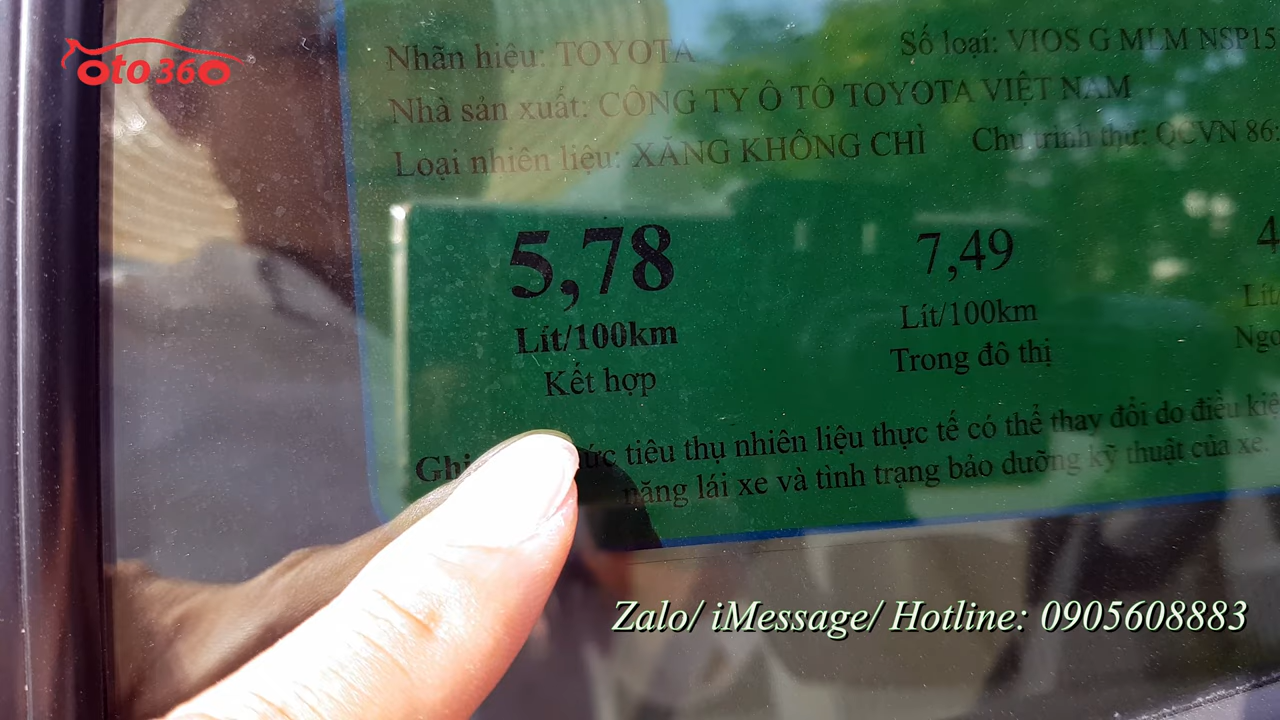 oto360
Nhãn hiệu: TOYOTA Số loại: VIOS G MLM NSP15
Nhà sản xuất: CÔNG TY Ô TÔ TOYOTA VIỆT NAM
Loại nhiên liệu: XĂNG KHÔNG CHÌ Chu trình thử: QCVN 86
5,78 7,49 4
Lít/100km Lít/100km Lít
Kết hợp Trong đô thị
Ghi tiêu thụ nhiên liệu thực tế có thể thay đổi do điều
năng lái xe và tình trạng bảo dưỡng kỹ thuật của xe.
Zalo/ iMessage/ Hotline: 0905608883